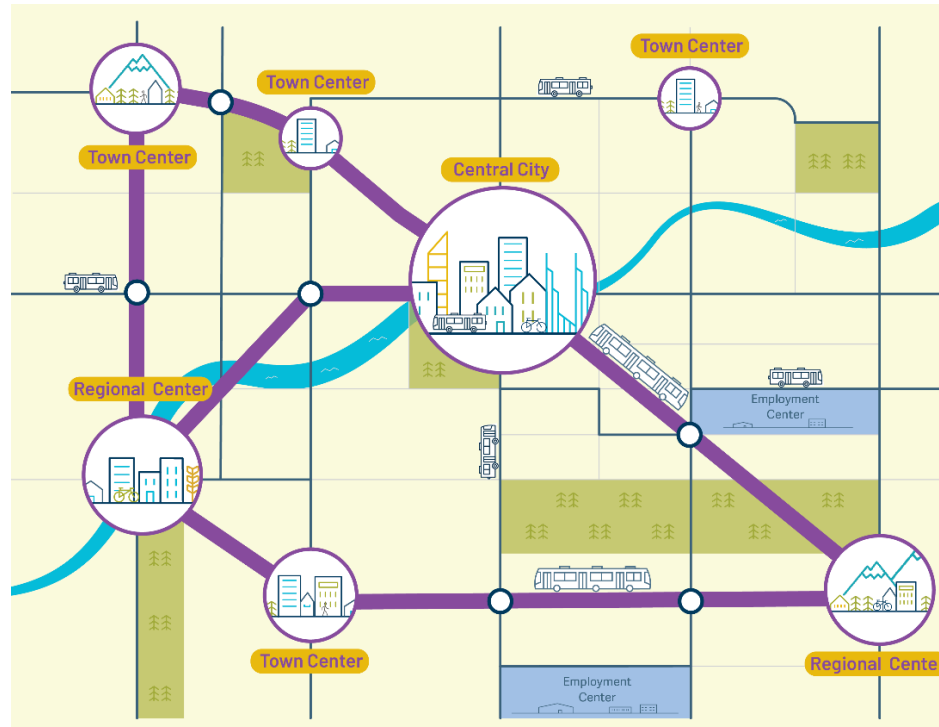 Town Center
Town Center
Town Center
Central City
Regional Center
Employment
Center
Town Center
Regional Cente
Employment
Center